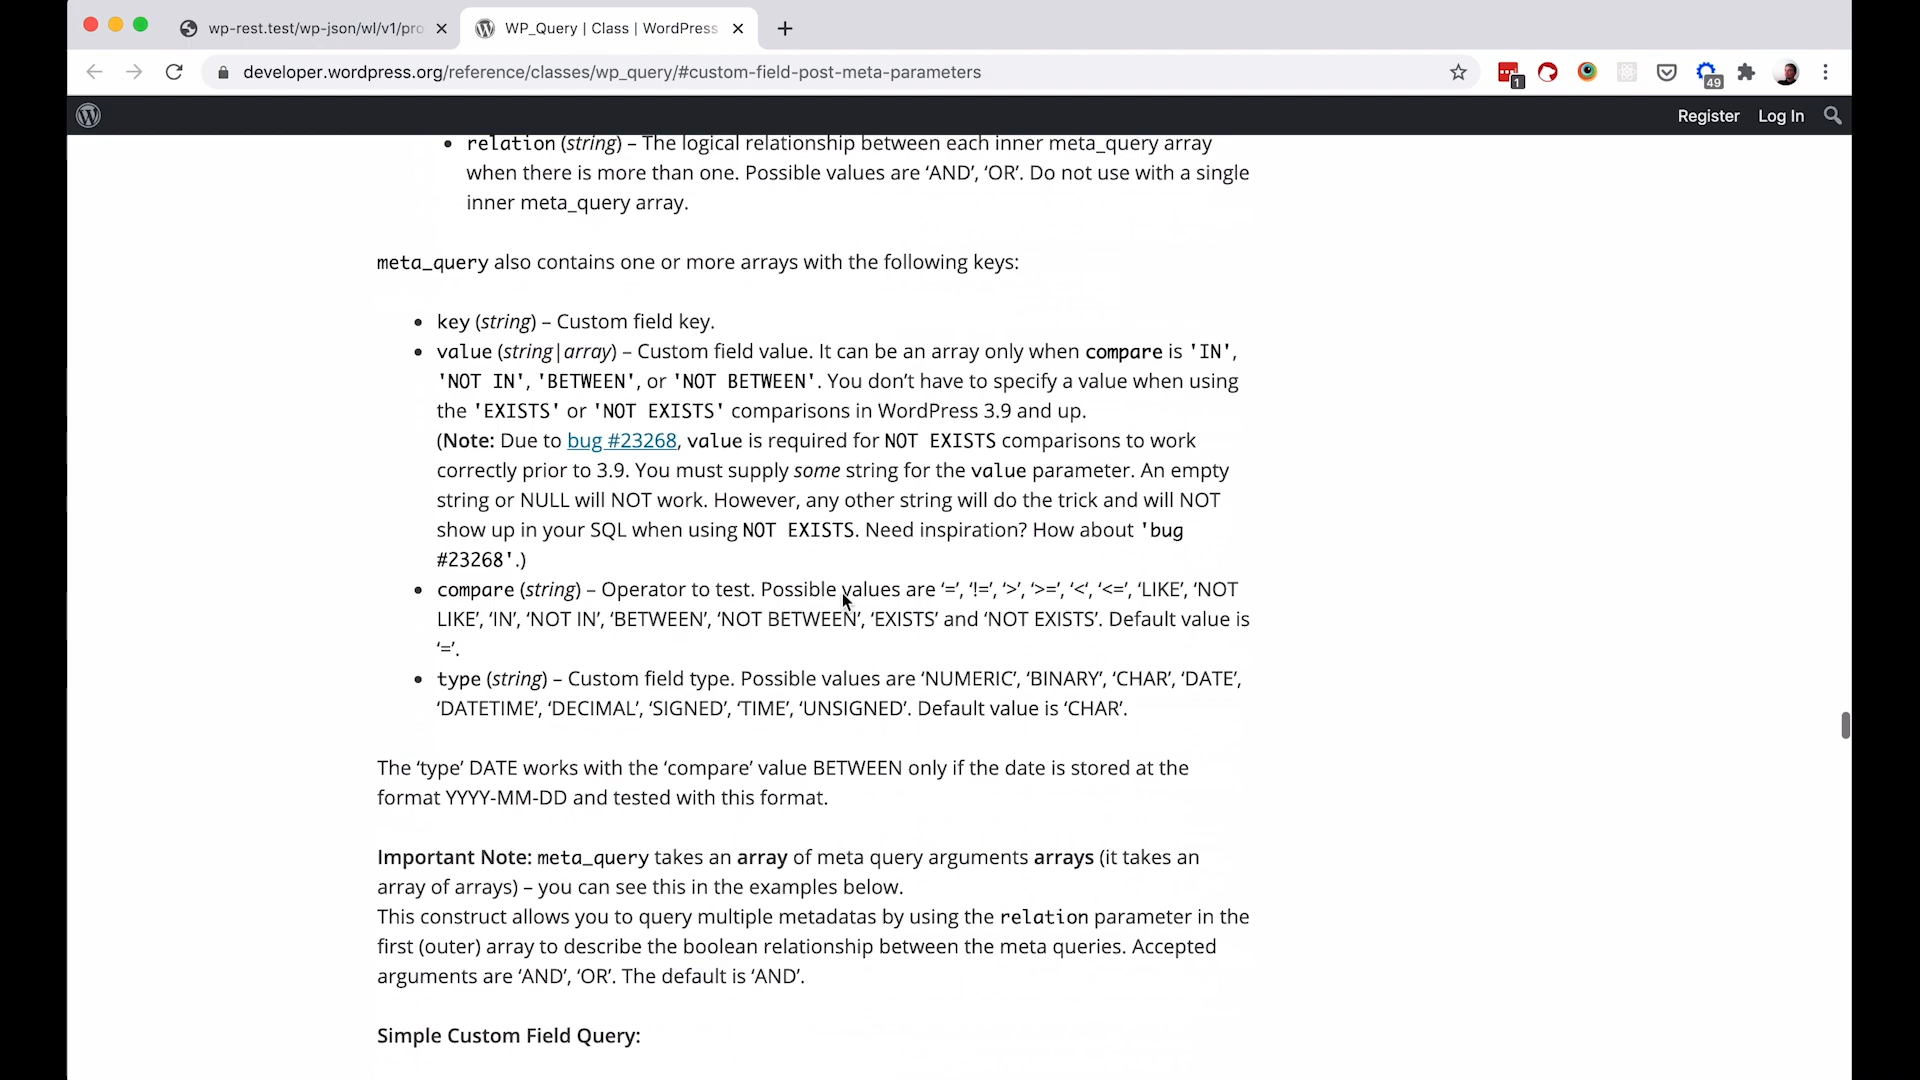 wp-rest.test/wp-json/wl/v1/pro
WP_Query | Class | WordPress
developer.wordpress.org/reference/classes/wp_query/#custom-field-post-meta-parameters
1
49
Register Log In
• relation (string) – The logical relationship between each inner meta_query array
when there is more than one. Possible values are ‘AND’, ‘OR’. Do not use with a single
inner meta_query array.
meta_query also contains one or more arrays with the following keys:
• key (string) – Custom field key.
• value (string|array) – Custom field value. It can be an array only when compare is 'IN',
'NOT IN', 'BETWEEN', or 'NOT BETWEEN'. You don’t have to specify a value when using
the 'EXISTS' or 'NOT EXISTS' comparisons in WordPress 3.9 and up.
(Note: Due to bug #23268, value is required for NOT EXISTS comparisons to work
correctly prior to 3.9. You must supply some string for the value parameter. An empty
string or NULL will NOT work. However, any other string will do the trick and will NOT
show up in your SQL when using NOT EXISTS. Need inspiration? How about 'bug
#23268'.)
• compare (string) – Operator to test. Possible values are ‘=’, ‘!=’, ‘>’, ‘>=’, ‘<‘, ‘<=’, ‘LIKE’, ‘NOT
LIKE’, ‘IN’, ‘NOT IN’, ‘BETWEEN’, ‘NOT BETWEEN’, ‘EXISTS’ and ‘NOT EXISTS’. Default value is
‘=’.
• type (string) – Custom field type. Possible values are ‘NUMERIC’, ‘BINARY’, ‘CHAR’, ‘DATE’,
‘DATETIME’, ‘DECIMAL’, ‘SIGNED’, ‘TIME’, ‘UNSIGNED’. Default value is ‘CHAR’.
The ‘type’ DATE works with the ‘compare’ value BETWEEN only if the date is stored at the
format YYYY-MM-DD and tested with this format.
Important Note: meta_query takes an array of meta query arguments arrays (it takes an
array of arrays) – you can see this in the examples below.
This construct allows you to query multiple metadatas by using the relation parameter in the
first (outer) array to describe the boolean relationship between the meta queries. Accepted
arguments are ‘AND’, ‘OR’. The default is ‘AND’.
Simple Custom Field Query: